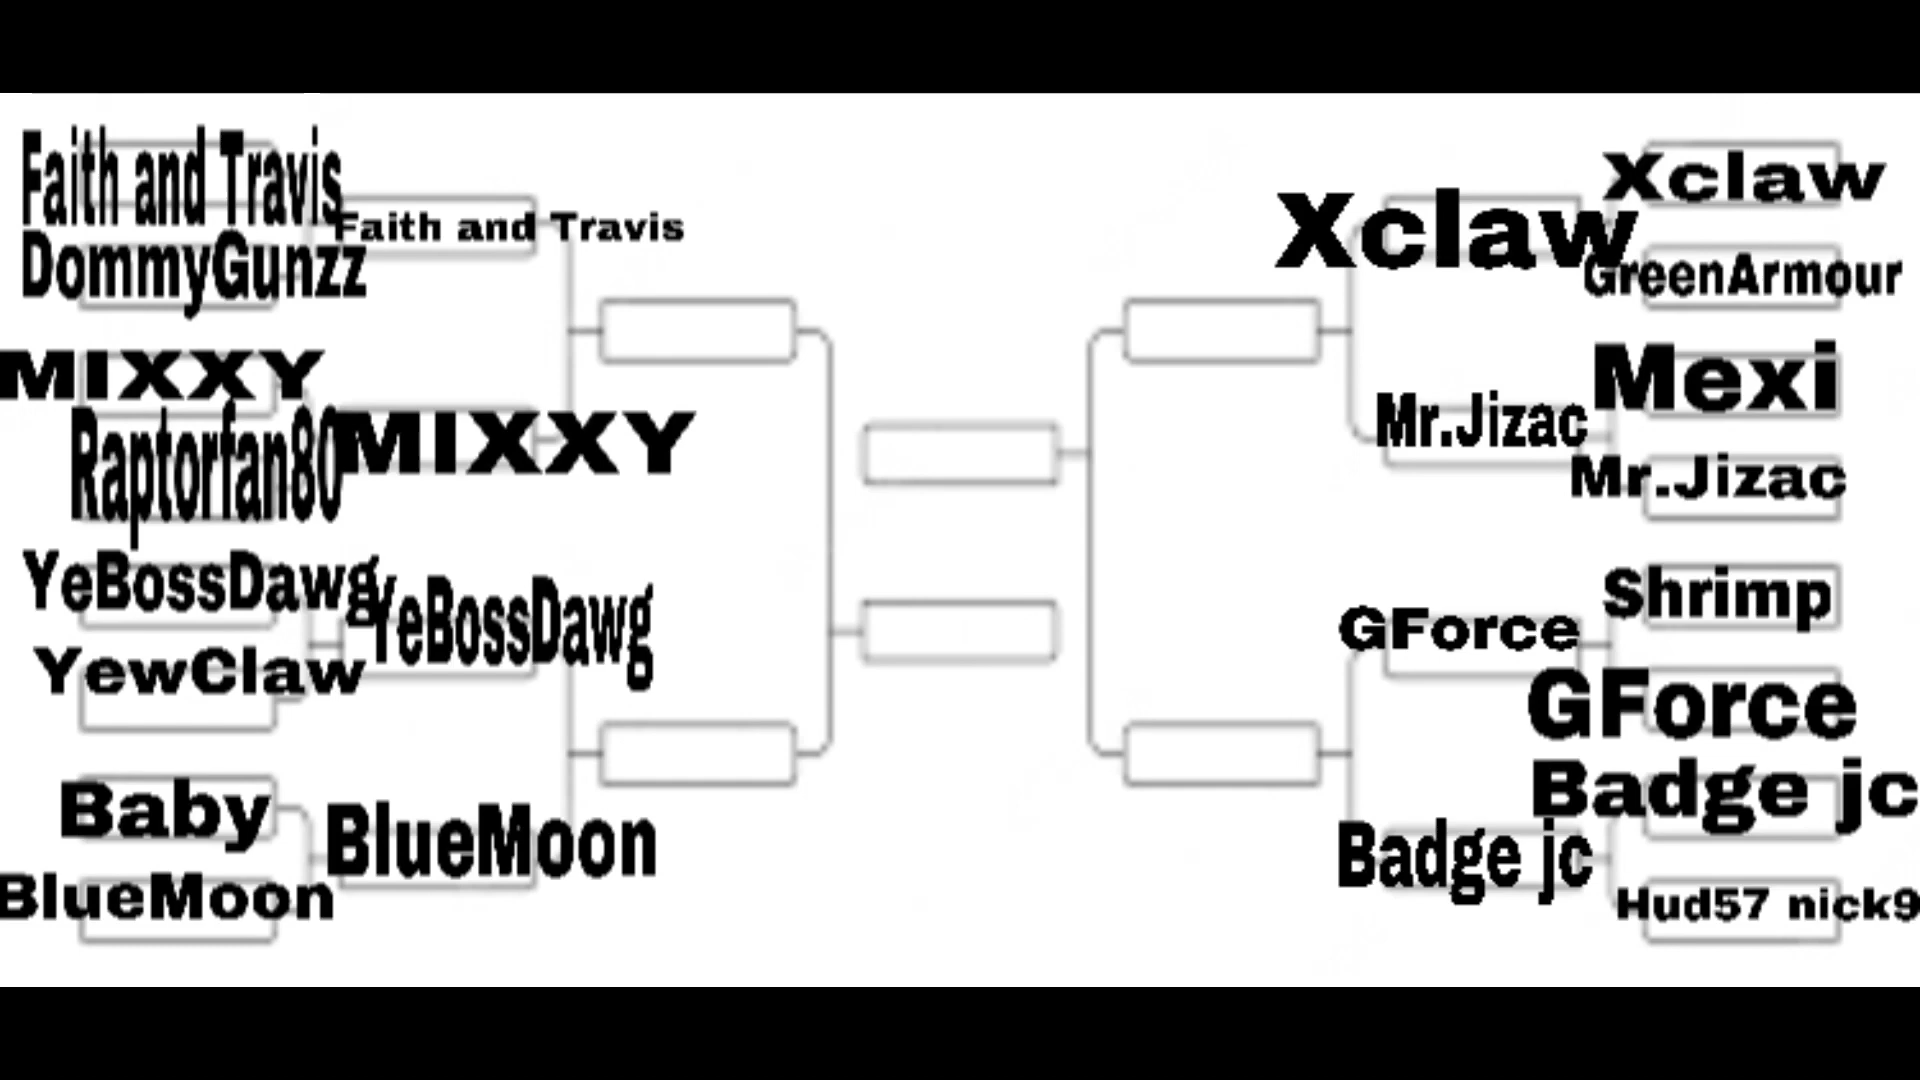 Faith and Travis
DommyGunzz
MIXXY
Raptorfan80
YeBossDawg
YewClaw
Baby
BlueMoon
Faith and Travis
MIXXY
YeBossDawg
BlueMoon
Xclaw
Mr.Jizac
GForce
Badge jc
Xclaw
GreenArmour
Mexi
Mr.Jizac
Shrimp
GForce
Badge jc
Hud57 nick9